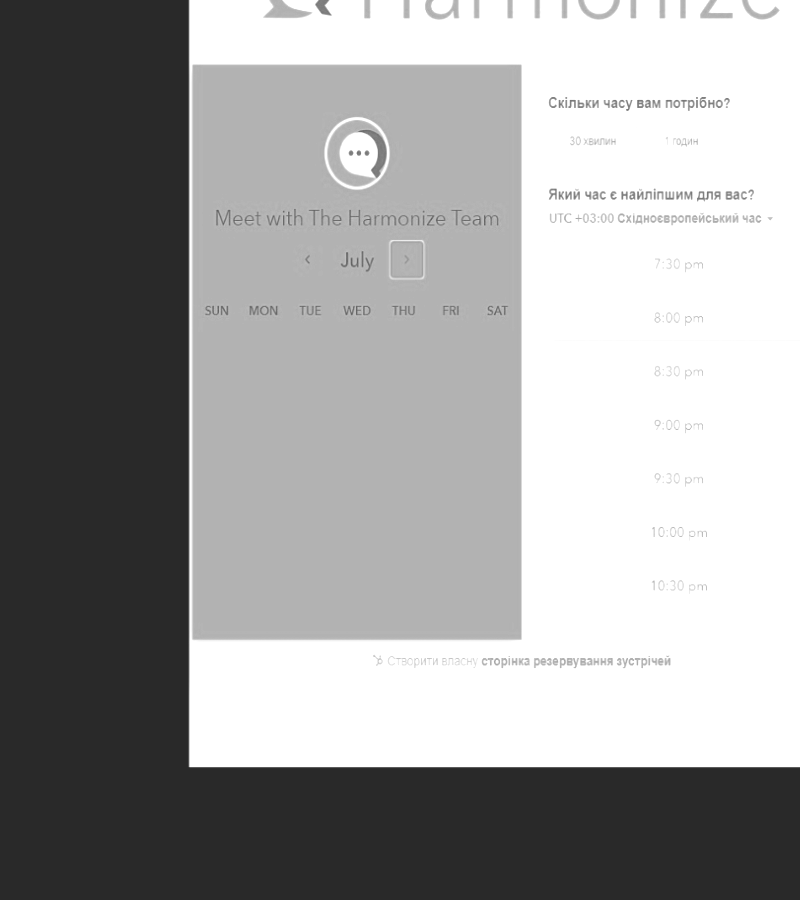 Harmonize
Meet with The Harmonize Team
July
SUN MON TUE WED THU FRI SAT
Скільки часу вам потрібно?
30 хвилин 1 годин
Який час є найліпшим для вас?
UTC +03:00 Східноєвропейський час
7:30 pm
8:00 pm
8:30 pm
9:00 pm
9:30 pm
10:00 pm
10:30 pm
Створити власну сторінка резервування зустрічей